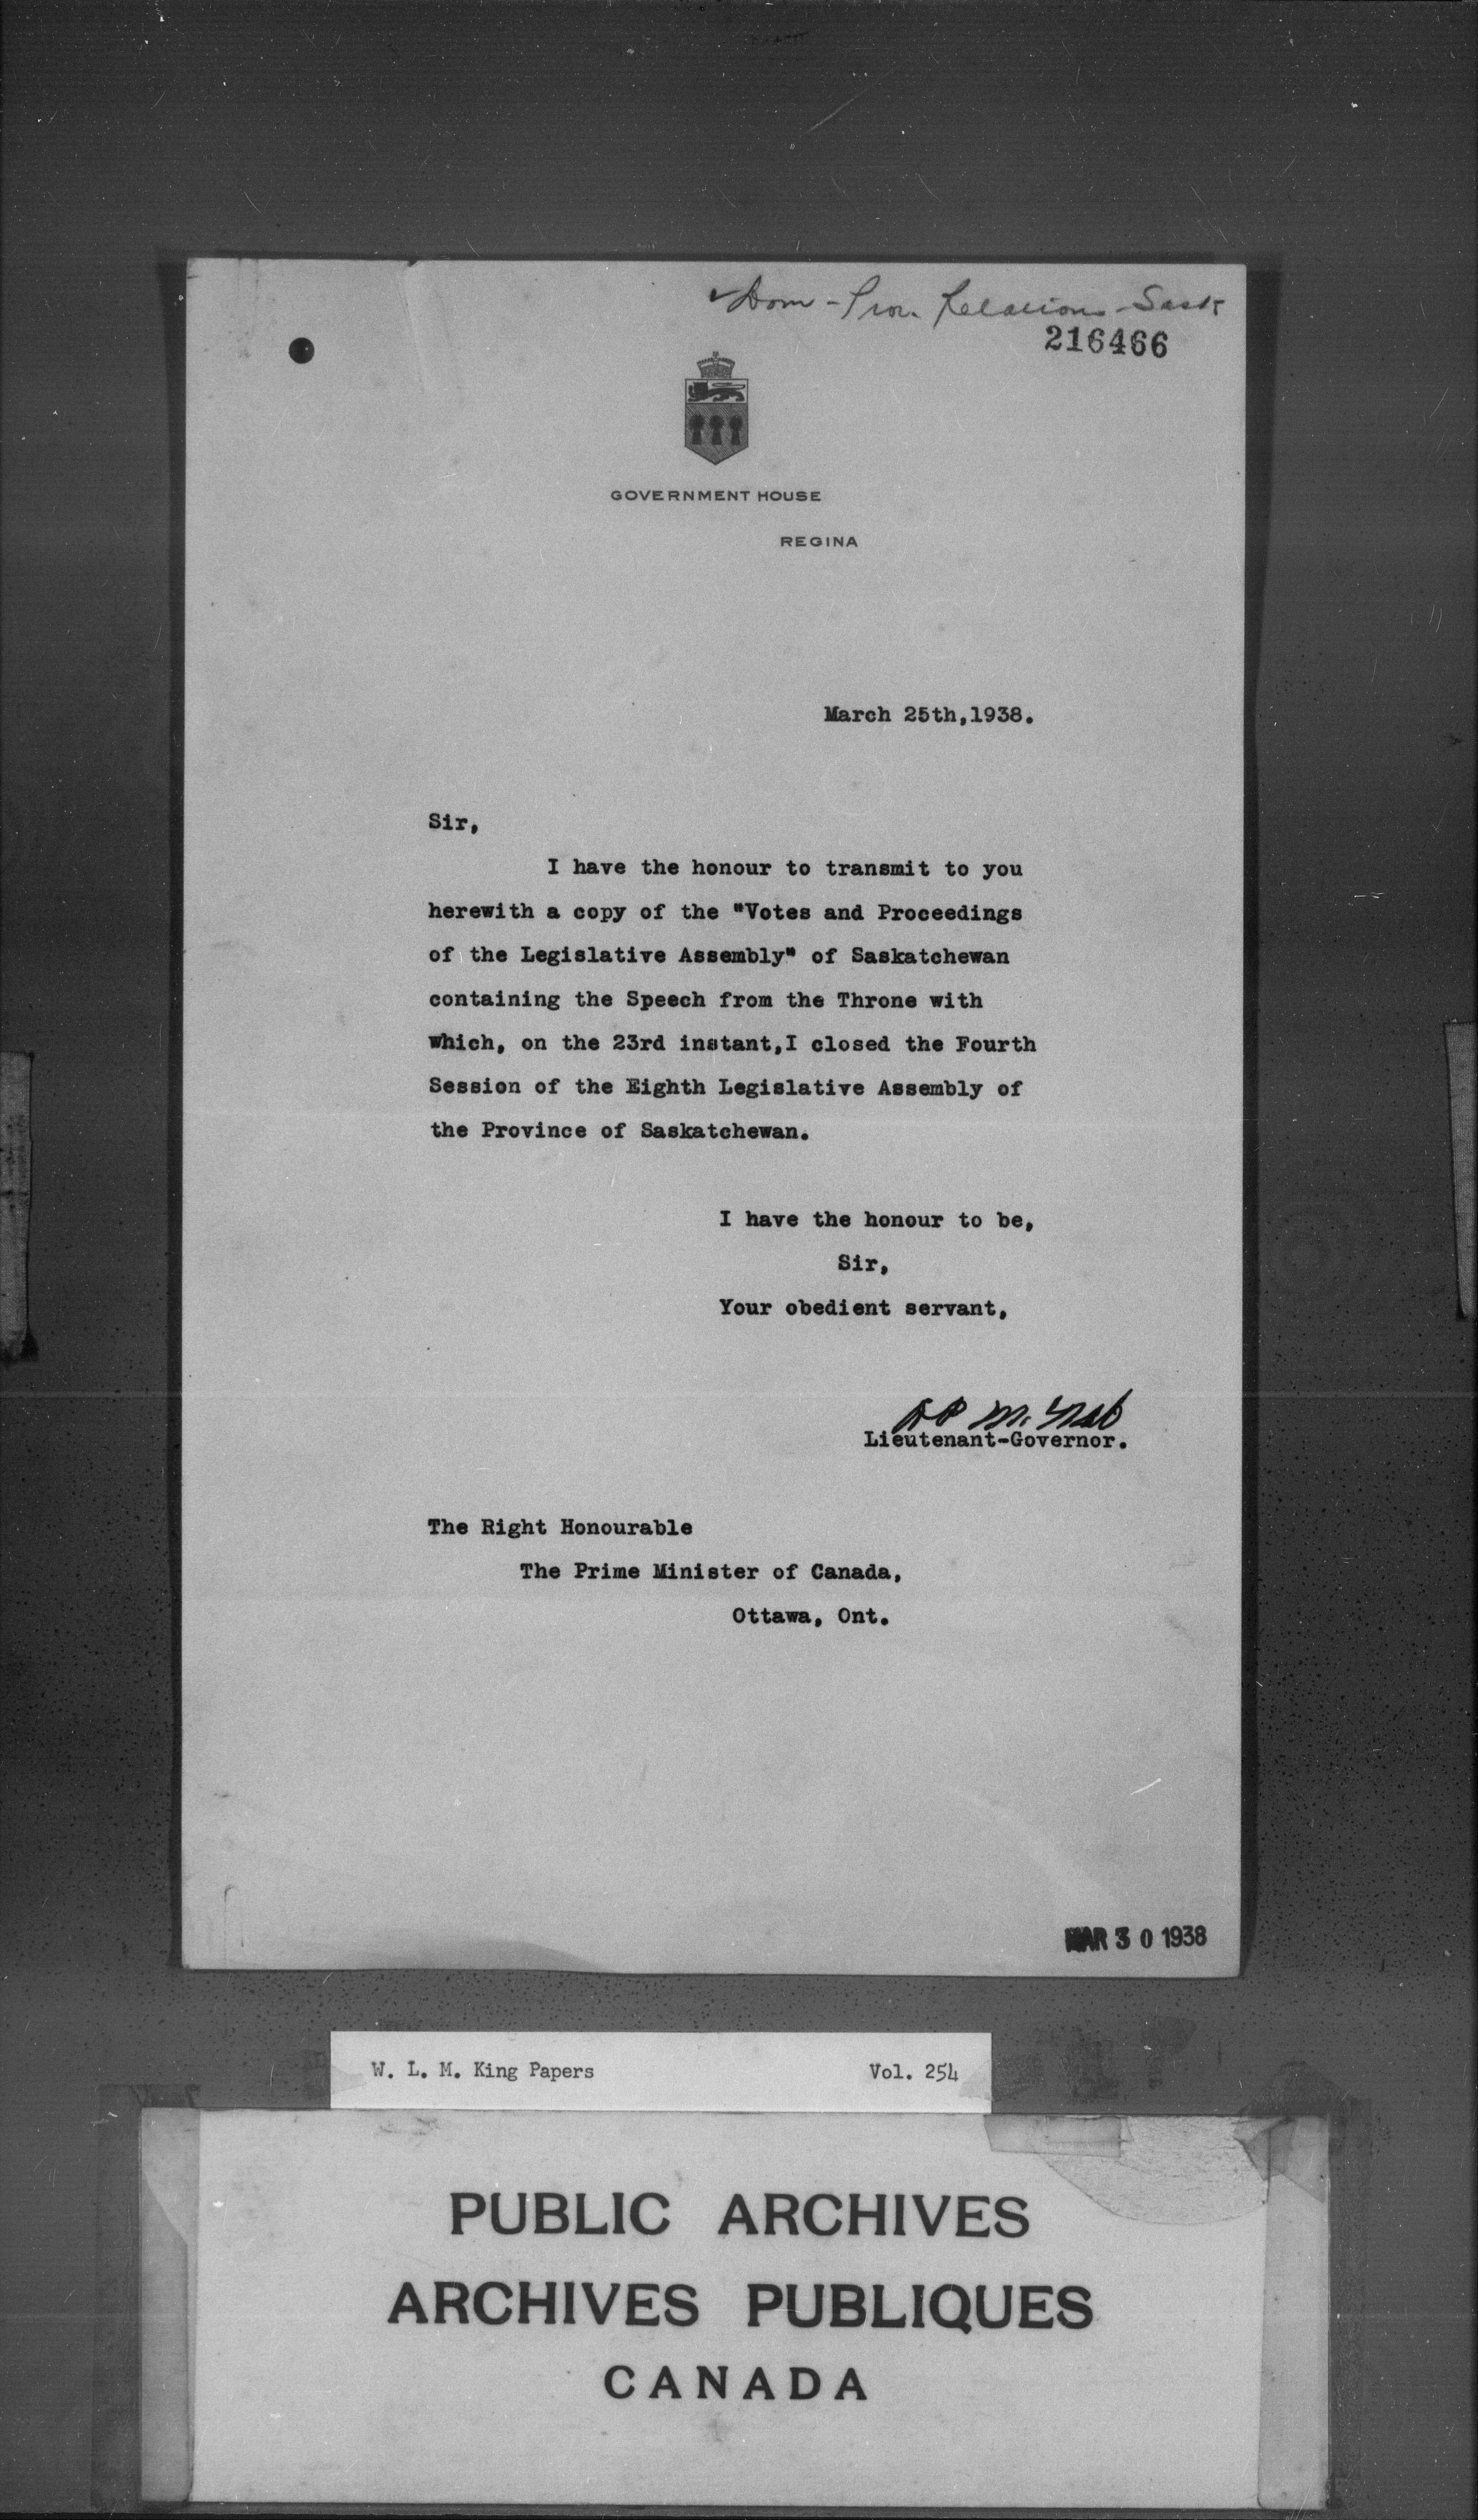 Dom - Prov. Relations - Sask
216466
GOVERNMENT HOUSE
REGINA
March 25th,1938.
Sir,
I have the honour to transmit to you
herewith a copy of the "Votes and Proceedings
of the Legislative Assembly" of Saskatchewan
containing the Speech from the Throne with
which, on the 23rd instant,I closed the Fourth
Session of the Eighth Legislative Assembly of
the Province of Saskatchewan.
I have the honour to be,
Sir,
Your obedient servant,
AP McNab
Lieutenant-Governor.
The Right Honourable
The Prime Minister of Canada,
Ottawa, Ont.
MAR 30 1938
W. L. M. King Papers Vol. 254
PUBLIC ARCHIVES
ARCHIVES PUBLIQUES
CANADA